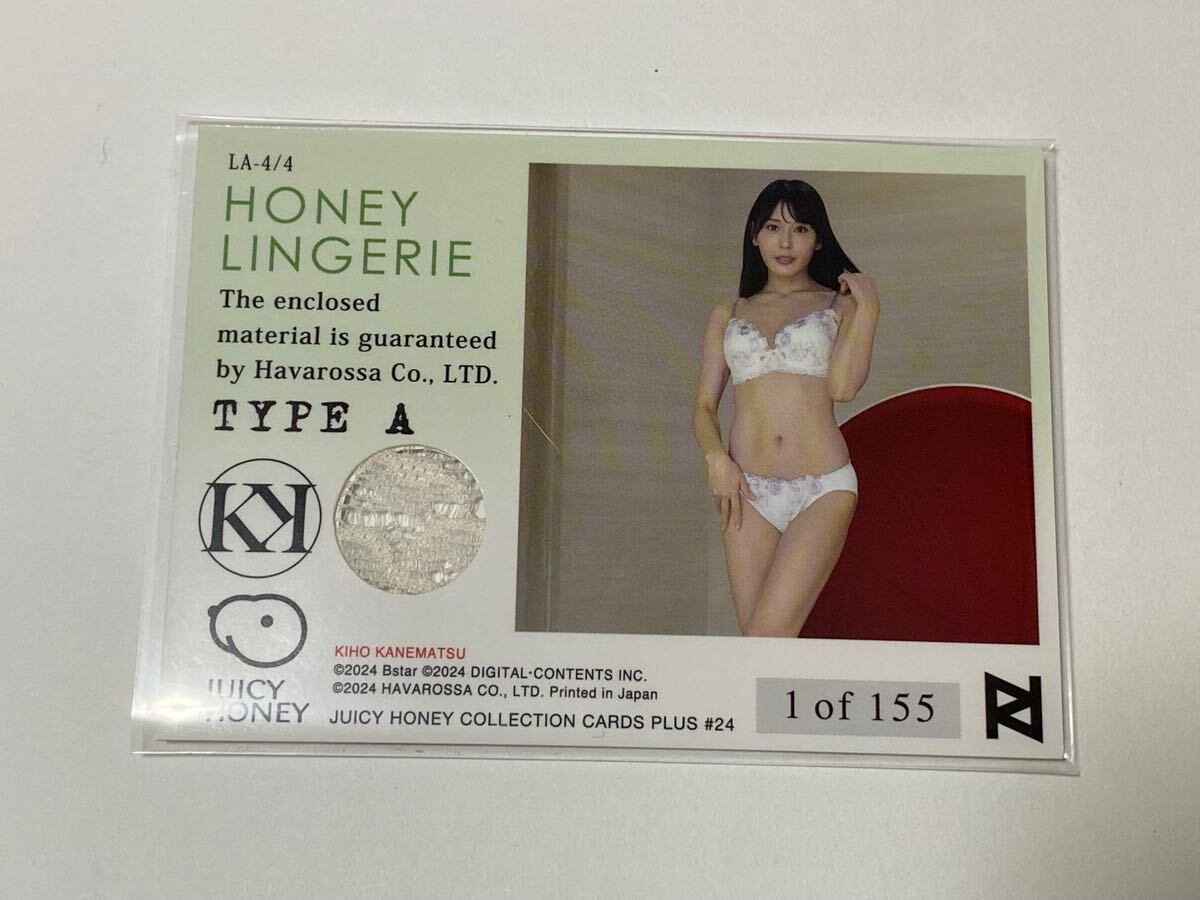 LA-4/4
HONEY
LINGERIE
The enclosed
material is guaranteed
by Havarossa Co., LTD.
TYPE A
KK
JUICY
HONEY
KIHO KANEMATSU
©2024 Bstar ©2024 DIGITAL·CONTENTS INC.
©2024 HAVAROSSA CO., LTD. Printed in Japan
JUICY HONEY COLLECTION CARDS PLUS #24
1 of 155